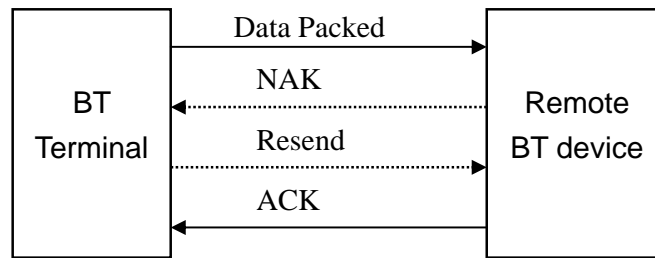 Data Packed
NAK
BT
Terminal
Resend
ACK
Remote
BT device